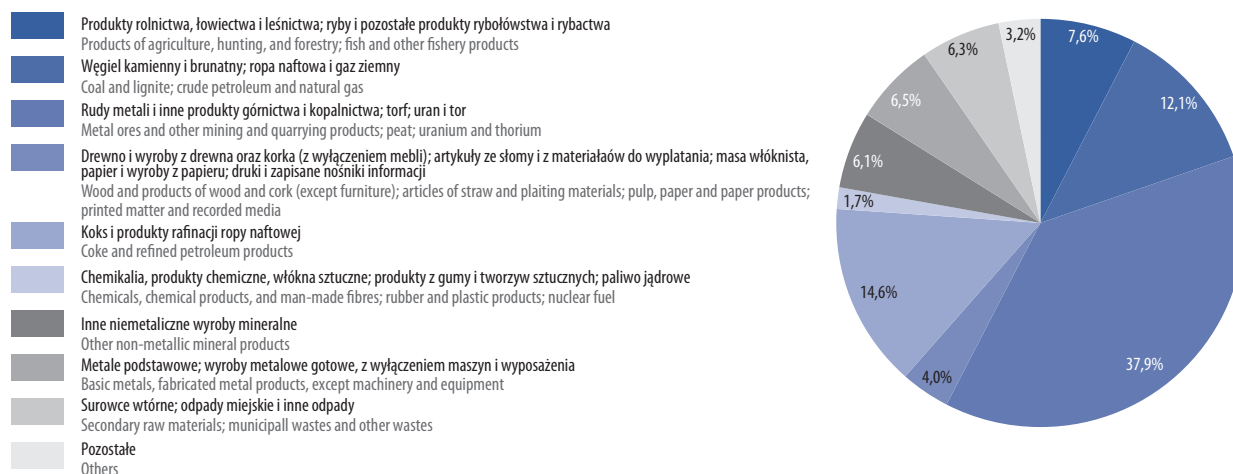 Produkty rolnictwa, łowiectwa i leśnictwa; ryby i pozostałe produkty rybołówstwa i rybactwa
Products of agriculture, hunting, and forestry; fish and other fishery products
Węgiel kamienny i brunatny; ropa naftowa i gaz ziemny
Coal and lignite; crude petroleum and natural gas
Rudy metali i inne produkty górnictwa i kopalnictwa; torf; uran i tor
Metal ores and other mining and quarrying products; peat; uranium and thorium
Drewno i wyroby z drewna oraz korka (z wyłączeniem mebli); artykuły ze słomy i z materiałaów do wyplatania; masa włóknista,
papier i wyroby z papieru; druki i zapisane nośniki informacji
Wood and products of wood and cork (except furniture); articles of straw and plaiting materials; pulp, paper and paper products;
printed matter and recorded media
Koks i produkty rafinacji ropy naftowej
Coke and refined petroleum products
Chemikalia, produkty chemiczne, włókna sztuczne; produkty z gumy i tworzyw sztucznych; paliwo jądrowe
Chemicals, chemical products, and man-made fibres; rubber and plastic products; nuclear fuel
Inne niemetaliczne wyroby mineralne
Other non-metallic mineral products
Metale podstawowe; wyroby metalowe gotowe, z wyłączeniem maszyn i wyposażenia
Basic metals, fabricated metal products, except machinery and equipment
Surowce wtórne; odpady miejskie i inne odpady
Secondary raw materials; municipall wastes and other wastes
Pozostałe
Others
7,6%
12,1%
37,9%
4,0%
14,6%
1,7%
6,1%
6,5%
6,3%
3,2%